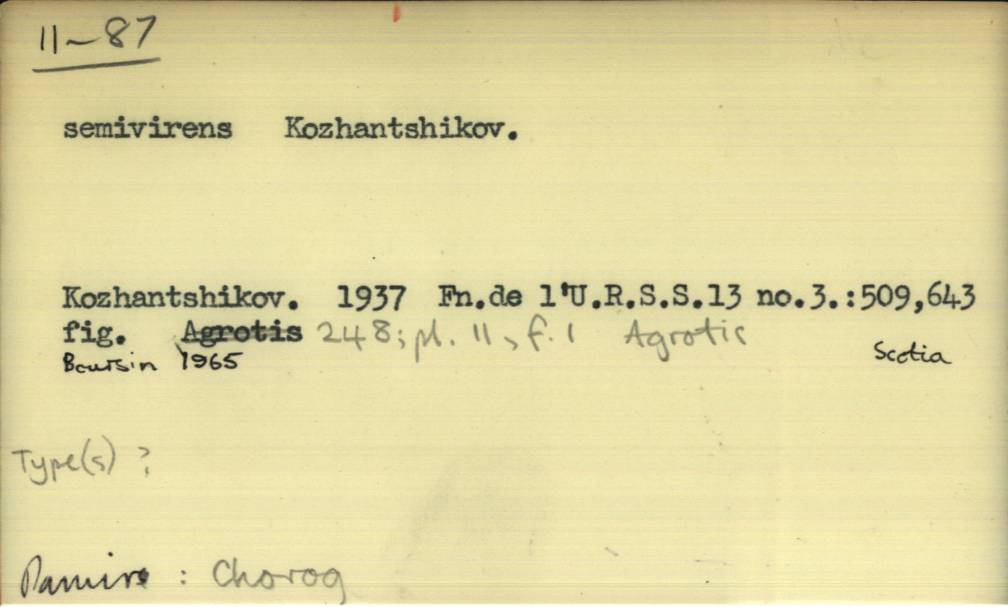 11-87
semivirens Kozhantshikov.
Kozhantshikov. 1937 Fn.de l'U.R.S.S.13 no.3.:509,643
fig. Agrotis 248; pl. 11, f. 1 Agrotis
Boursin 1965 Scotia
Type(s) ?
Pamirs : Chorog